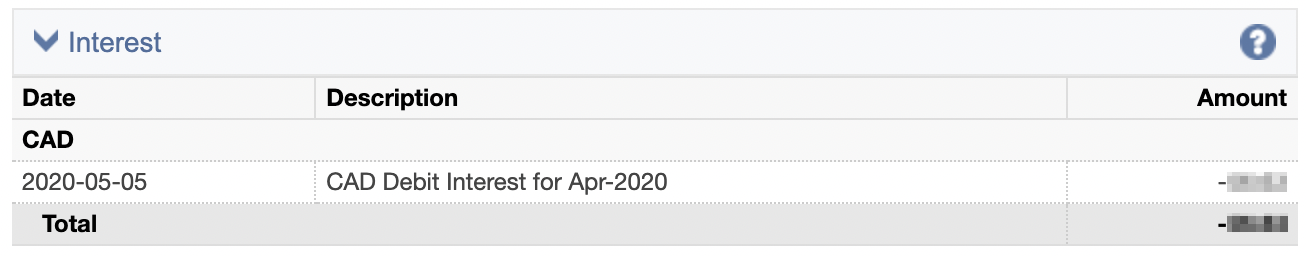 Interest
?
Date Description Amount
CAD
2020-05-05 CAD Debit Interest for Apr-2020 -
Total -